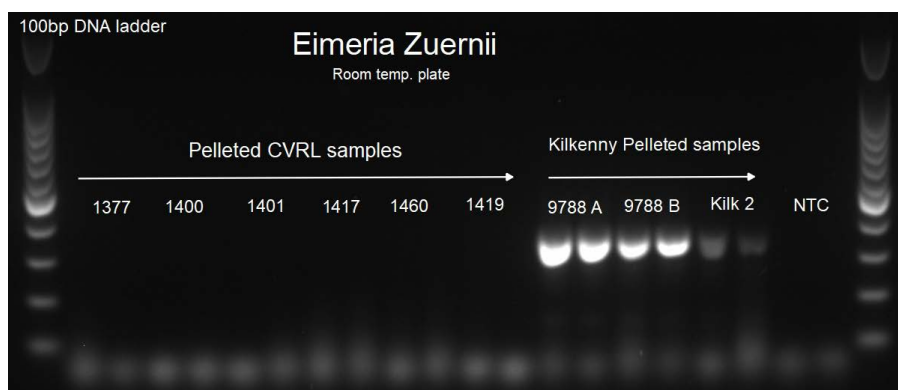 100bp DNA ladder
Eimeria Zuernii
Room temp. plate
Pelleted CVRL samples
Kilkenny Pelleted samples
1377 1400 1401 1417 1460 1419 9788 A 9788 B Kilk 2 NTC